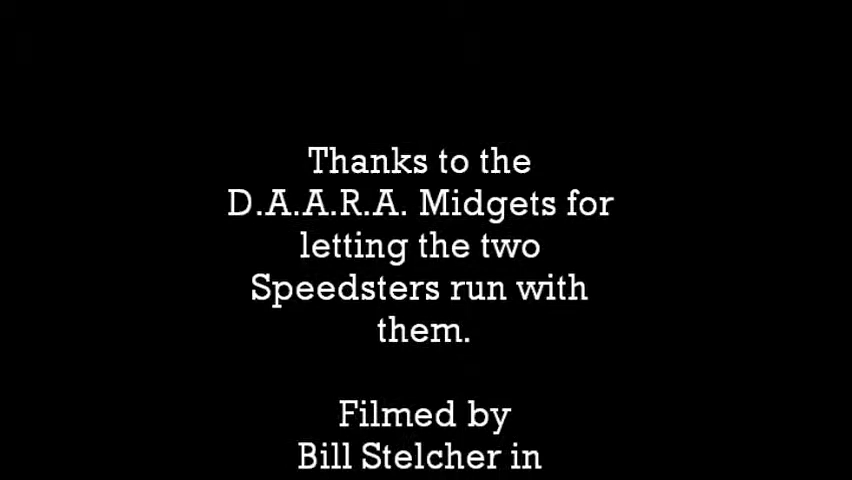 Thanks to the
D.A.A.R.A. Midgets for
letting the two
Speedsters run with
them.
Filmed by
Bill Stelcher in